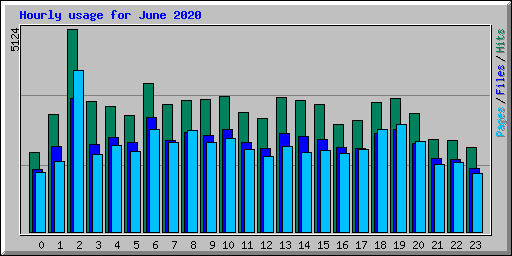 Hourly usage for June 2020
5124
Pages / Files / Hits
0 1 2 3 4 5 6 7 8 9 10 11 12 13 14 15 16 17 18 19 20 21 22 23